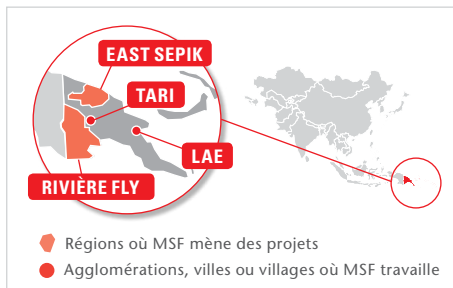 EAST SEPIK
TARI
LAE
RIVIÈRE FLY
Régions où MSF mène des projets
Agglomérations, villes ou villages où MSF travaille